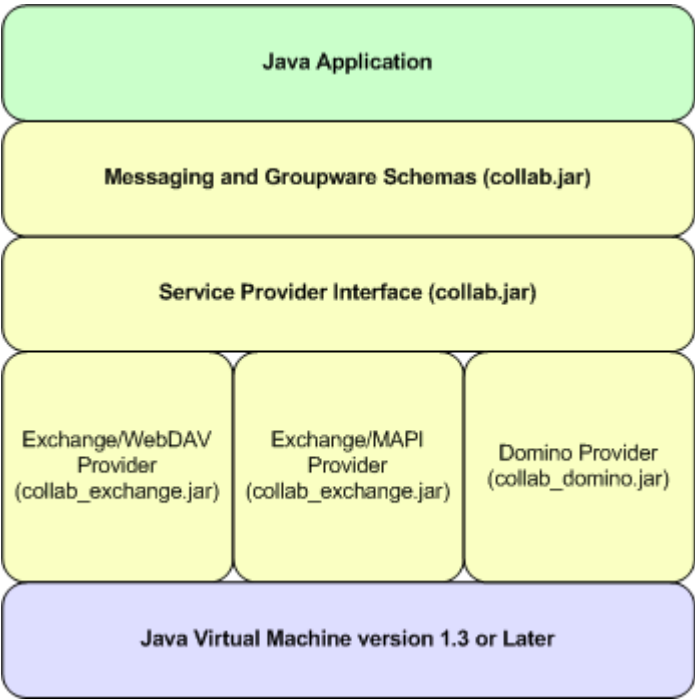 Java Application
Messaging and Groupware Schemas (collab.jar)
Service Provider Interface (collab.jar)
Exchange/WebDAV
Provider
(collab_exchange.jar)
Exchange/MAPI
Provider
(collab_exchange.jar)
Domino Provider
(collab_domino.jar)
Java Virtual Machine version 1.3 or Later